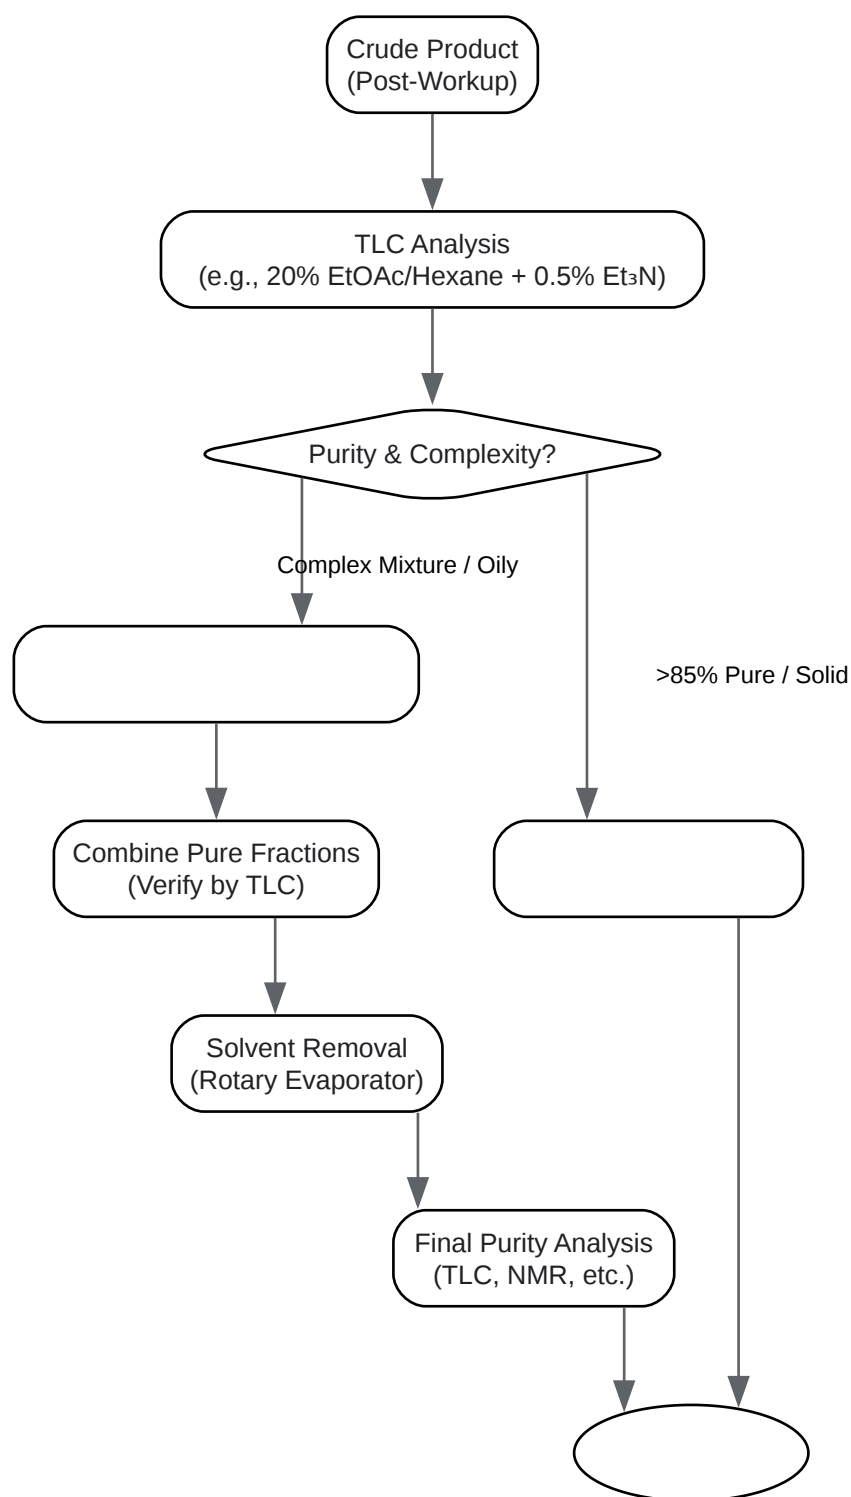 Crude Product
(Post-Workup)
TLC Analysis
(e.g., 20% EtOAc/Hexane + 0.5% Et₃N)
Purity & Complexity?
Complex Mixture / Oily
>85% Pure / Solid
Combine Pure Fractions
(Verify by TLC)
Solvent Removal
(Rotary Evaporator)
Final Purity Analysis
(TLC, NMR, etc.)